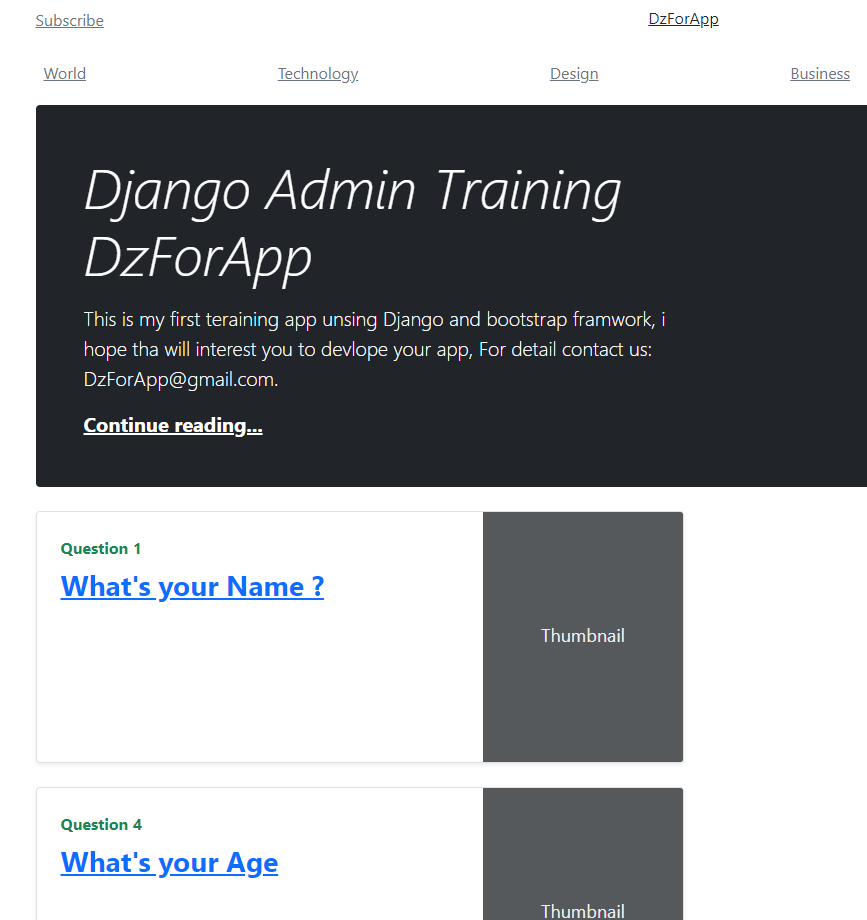 Subscribe
DzForApp
World
Technology
Design
Business
Django Admin Training
DzForApp
This is my first teraining app unsing Django and bootstrap framwork, i
hope tha will interest you to devlope your app, For detail contact us:
DzForApp@gmail.com.
Continue reading...
Question 1
What's your Name ?
Thumbnail
Question 4
What's your Age
Thumbnail